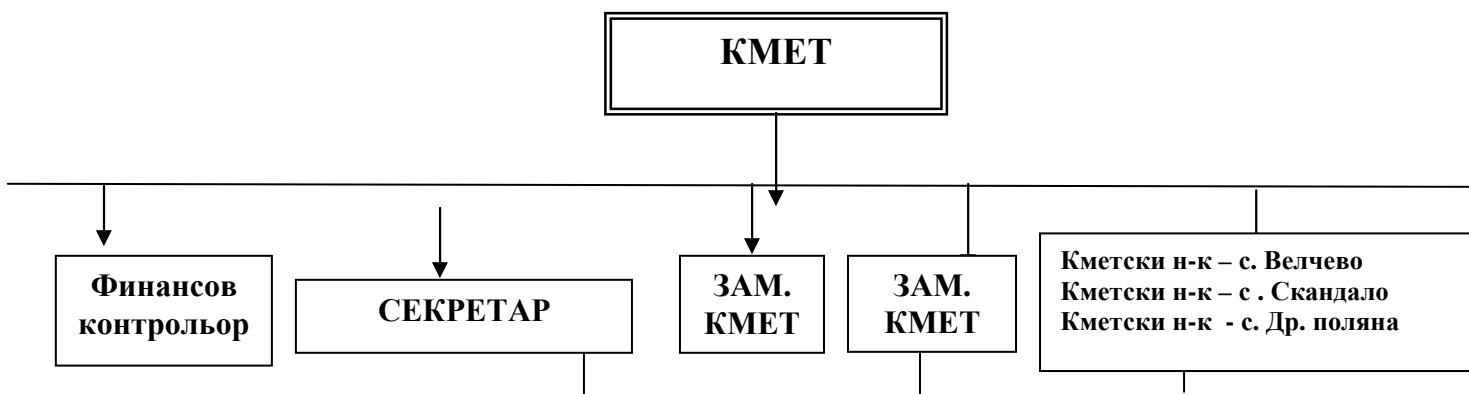 КМЕТ
Финансов
контрольор
СЕКРЕТАР
ЗАМ.
КМЕТ
ЗАМ.
КМЕТ
Кметски н-к – с. Велчево
Кметски н-к – с . Скандало
Кметски н-к - с. Др. поляна